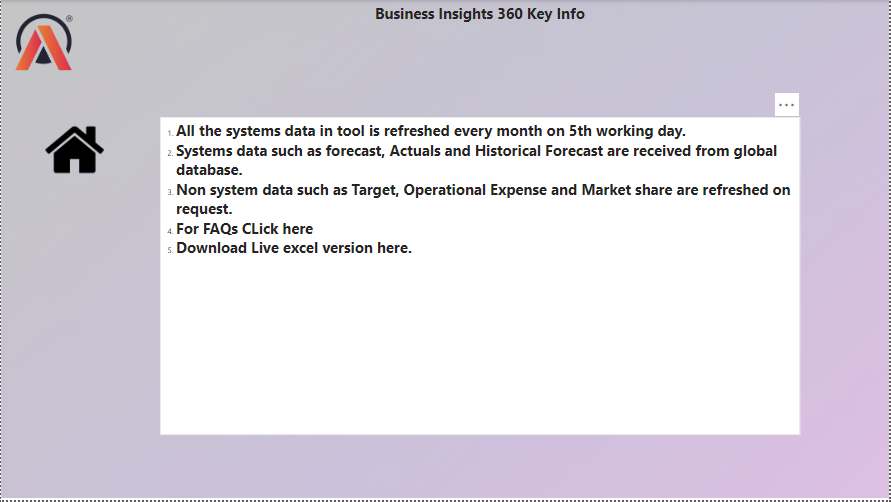 Business Insights 360 Key Info
®
...
1. All the systems data in tool is refreshed every month on 5th working day.
2. Systems data such as forecast, Actuals and Historical Forecast are received from global
database.
3. Non system data such as Target, Operational Expense and Market share are refreshed on
request.
4. For FAQs CLick here
5. Download Live excel version here.